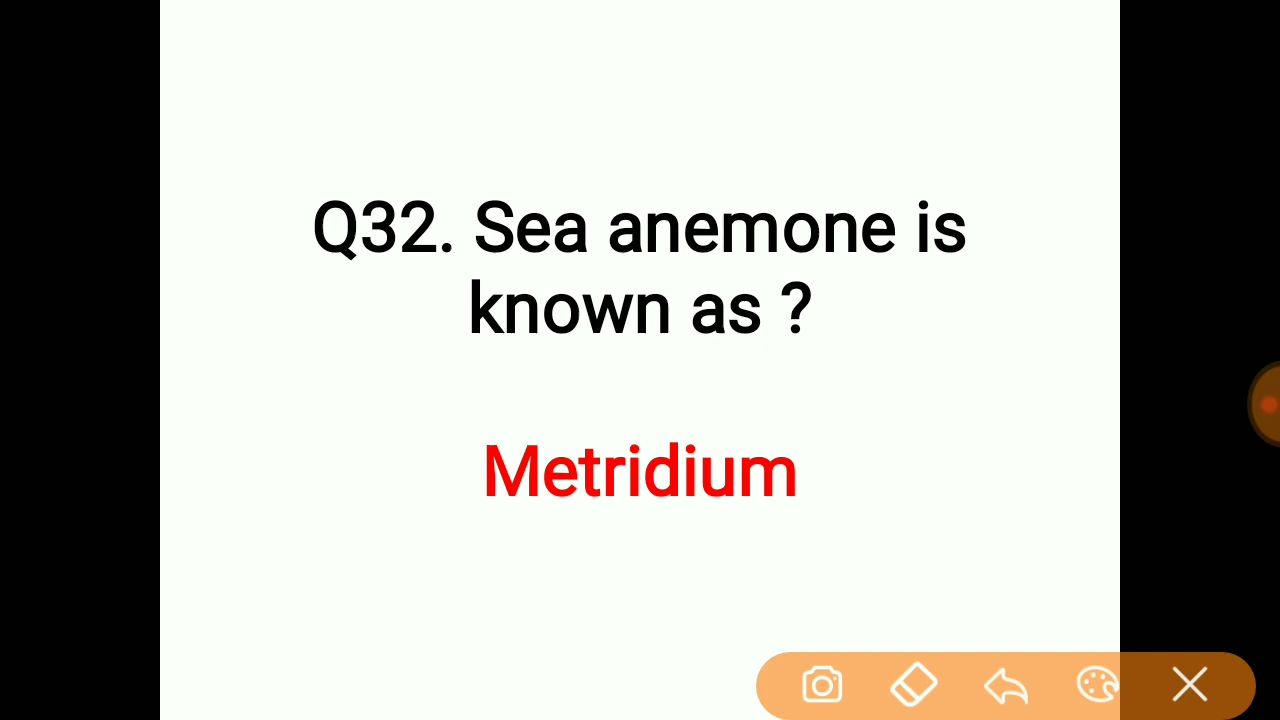 Q32. Sea anemone is
known as ?
Metridium